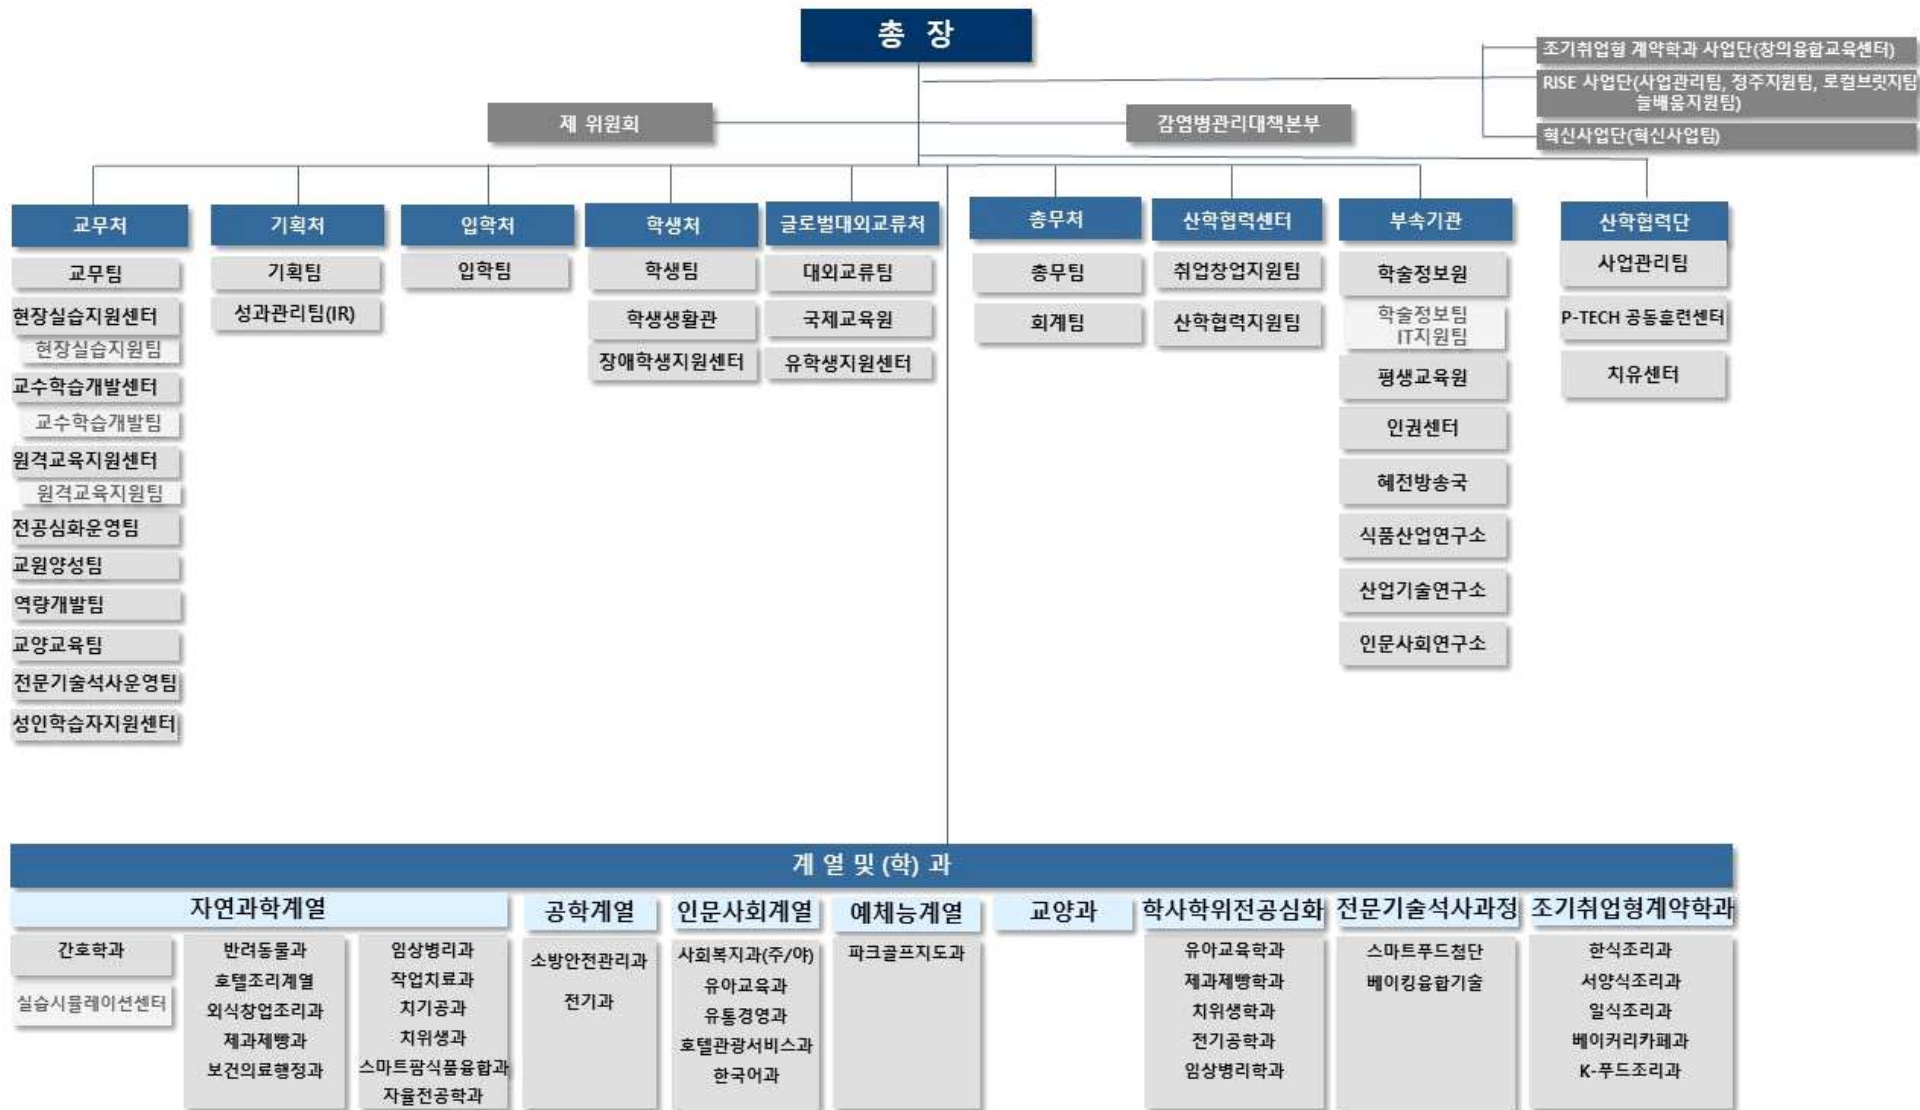 총 장
조기취업형 계약학과 사업단(창의융합교육센터)
RISE 사업단(사업관리팀, 정주지원팀, 로컬브릿지팀
늘배움지원팀)
혁신사업단(혁신사업팀)
제 위원회
감염병관리대책본부
교무처
교무팀
현장실습지원센터
현장실습지원팀
교수학습개발센터
교수학습개발팀
원격교육지원센터
원격교육지원팀
전공심화운영팀
교원양성팀
역량개발팀
교양교육팀
전문기술석사운영팀
성인학습자지원센터
기획처
기획팀
성과관리팀(IR)
입학처
입학팀
학생처
학생팀
학생생활관
장애학생지원센터
글로벌대외교류처
대외교류팀
국제교육원
유학생지원센터
총무처
총무팀
회계팀
산학협력센터
취업창업지원팀
산학협력지원팀
부속기관
학술정보원
학술정보팀
IT지원팀
평생교육원
인권센터
혜전방송국
식품산업연구소
산업기술연구소
인문사회연구소
산학협력단
사업관리팀
P-TECH 공동훈련센터
치유센터
계 열 및 (학) 과
자연과학계열
간호학과
실습시뮬레이션센터
반려동물과
호텔조리계열
외식창업조리과
제과제빵과
보건의료행정과
임상병리과
작업치료과
치기공과
치위생과
스마트팜식품융합과
자율전공학과
공학계열
소방안전관리과
전기과
인문사회계열
사회복지과(주/야)
유아교육과
유통경영과
호텔관광서비스과
한국어과
예체능계열
파크골프지도과
교양과
학사학위전공심화
유아교육학과
제과제빵학과
치위생학과
전기공학과
임상병리학과
전문기술석사과정
스마트푸드첨단
베이킹융합기술
조기취업형계약학과
한식조리과
서양식조리과
일식조리과
베이커리카페과
K-푸드조리과